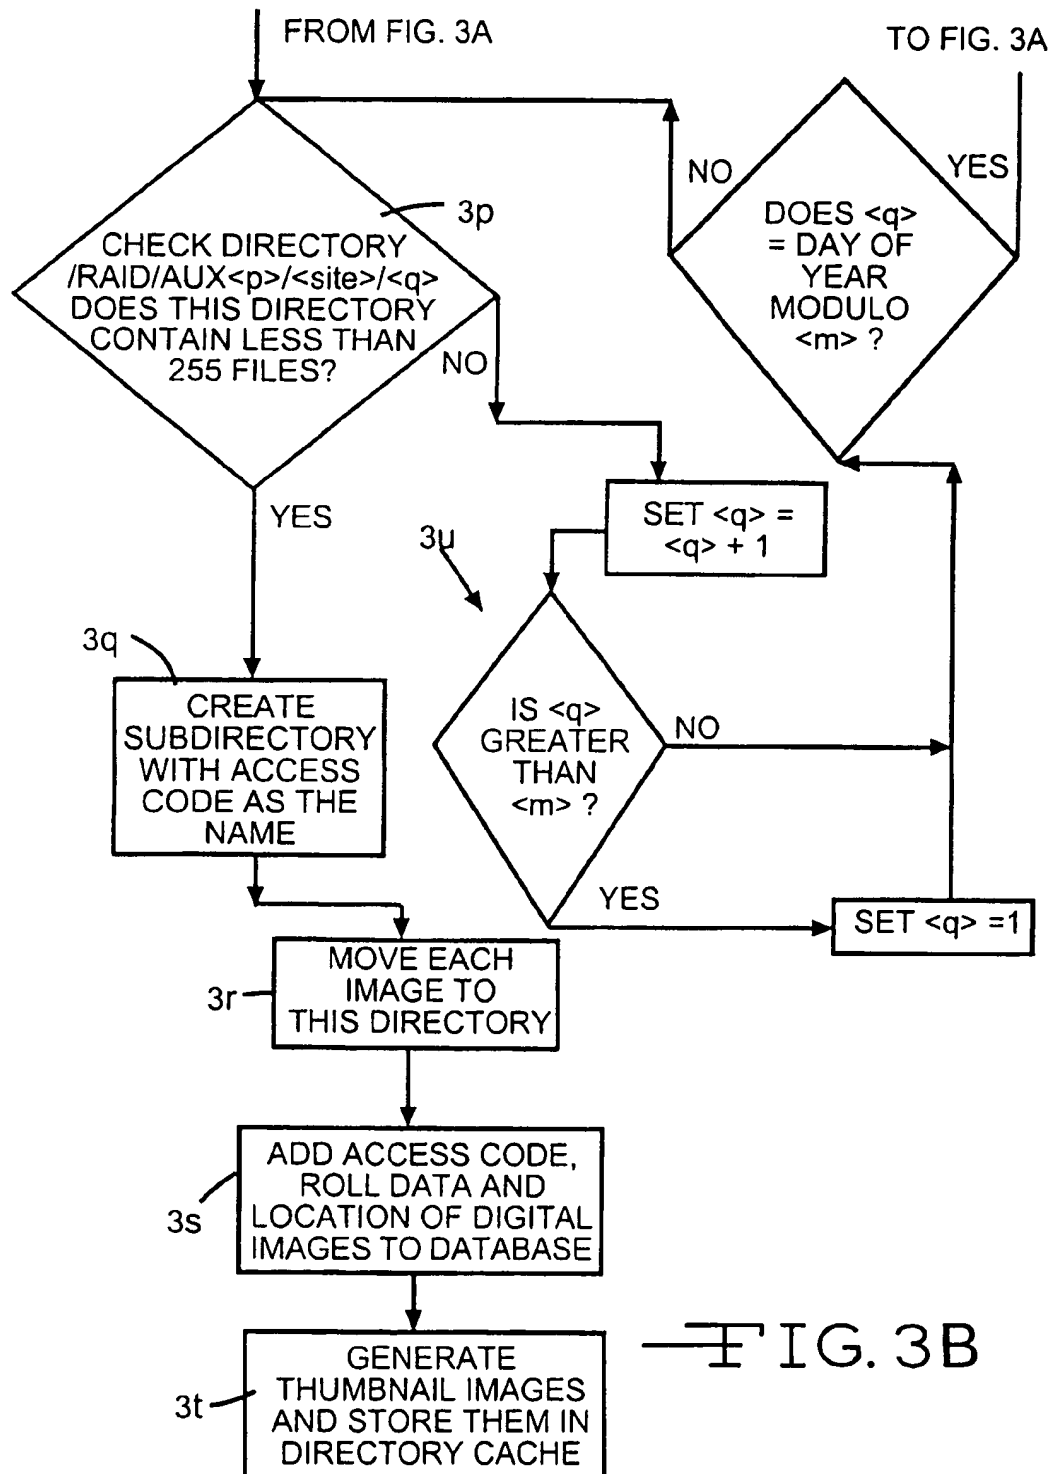 FROM FIG. 3A
TO FIG. 3A
3p
CHECK DIRECTORY
/RAID/AUX<p>/<site>/<q>
DOES THIS DIRECTORY
CONTAIN LESS THAN
255 FILES?
NO
YES
NO
YES
DOES <q>
= DAY OF
YEAR
MODULO
<m> ?
SET <q> =
<q> + 1
3u
IS <q>
GREATER
THAN
<m> ?
NO
YES
SET <q> =1
3q
CREATE
SUBDIRECTORY
WITH ACCESS
CODE AS THE
NAME
3r
MOVE EACH
IMAGE TO
THIS DIRECTORY
3s
ADD ACCESS CODE,
ROLL DATA AND
LOCATION OF DIGITAL
IMAGES TO DATABASE
3t
GENERATE
THUMBNAIL IMAGES
AND STORE THEM IN
DIRECTORY CACHE
FIG. 3B